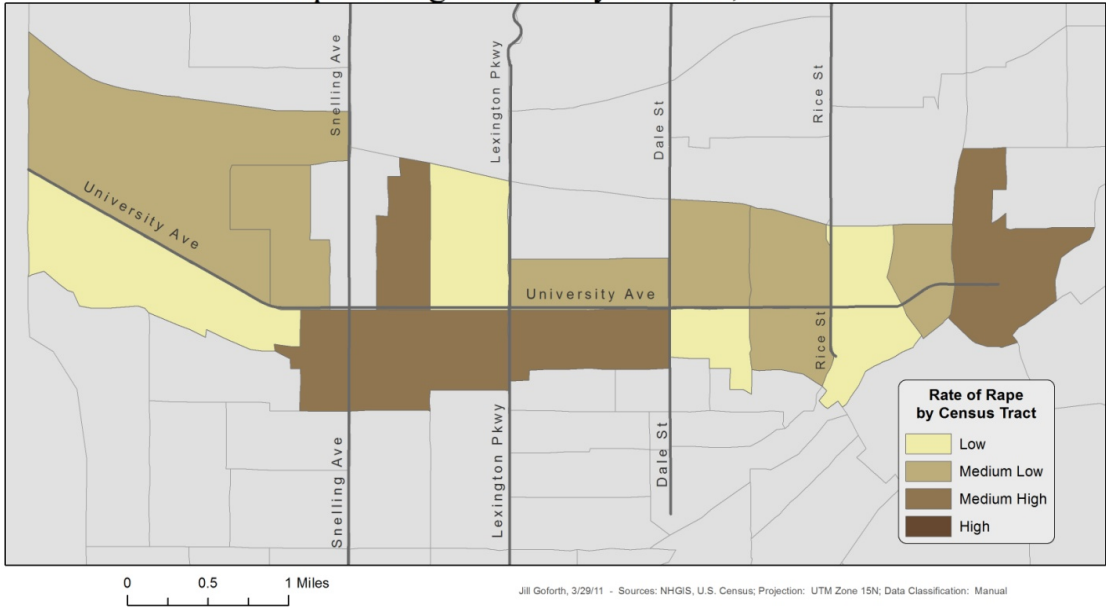 Snelling Ave
Lexington Pkwy
Dale St
Rice St
University Ave
University Ave
Rice St
Snelling Ave
Lexington Pkwy
Dale St
Rate of Rape
by Census Tract
Low
Medium Low
Medium High
High
0 0.5 1 Miles
Jill Goforth, 3/29/11 - Sources: NHGIS, U.S. Census; Projection: UTM Zone 15N; Data Classification: Manual